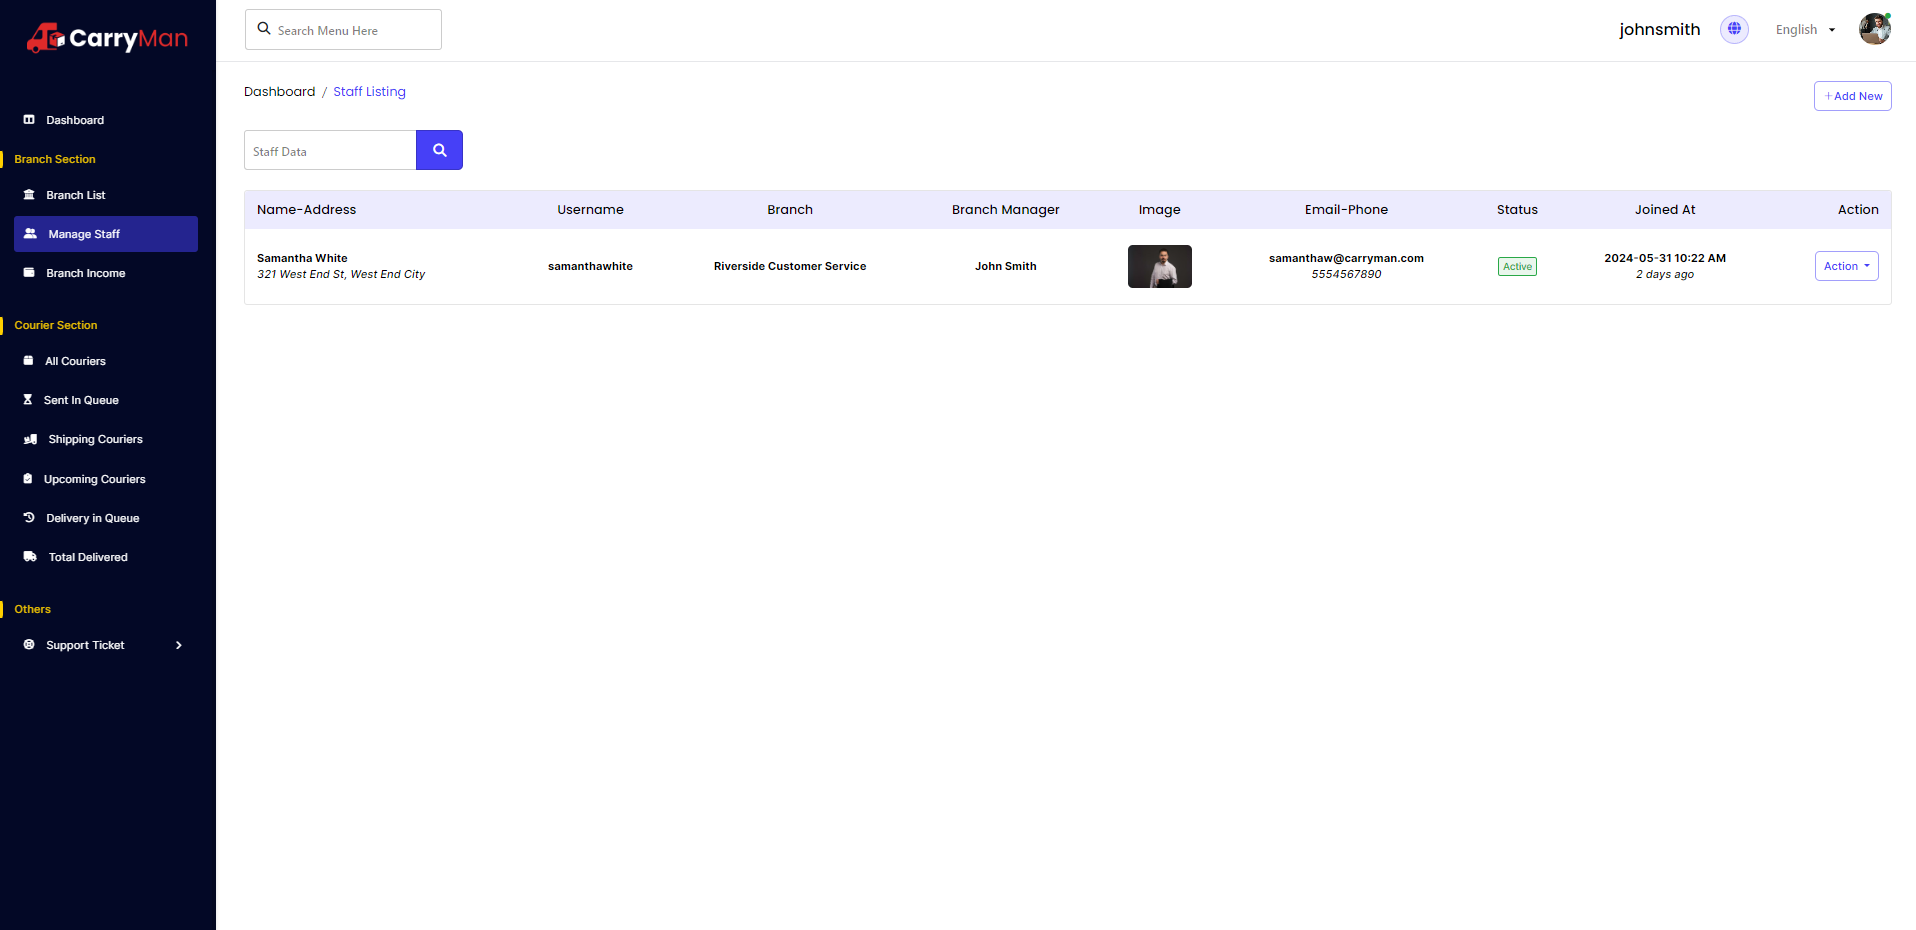 CarryMan
Search Menu Here
johnsmith
English
Dashboard / Staff Listing
+Add New
Staff Data
Dashboard
Branch Section
Branch List
Manage Staff
Branch Income
Courier Section
All Couriers
Sent In Queue
Shipping Couriers
Upcoming Couriers
Delivery in Queue
Total Delivered
Others
Support Ticket
Name-Address Username Branch Branch Manager Image Email-Phone Status Joined At Action
Samantha White
321 West End St, West End City
samanthawhite
Riverside Customer Service
John Smith
samanthaw@carryman.com
5554567890
Active
2024-05-31 10:22 AM
2 days ago
Action